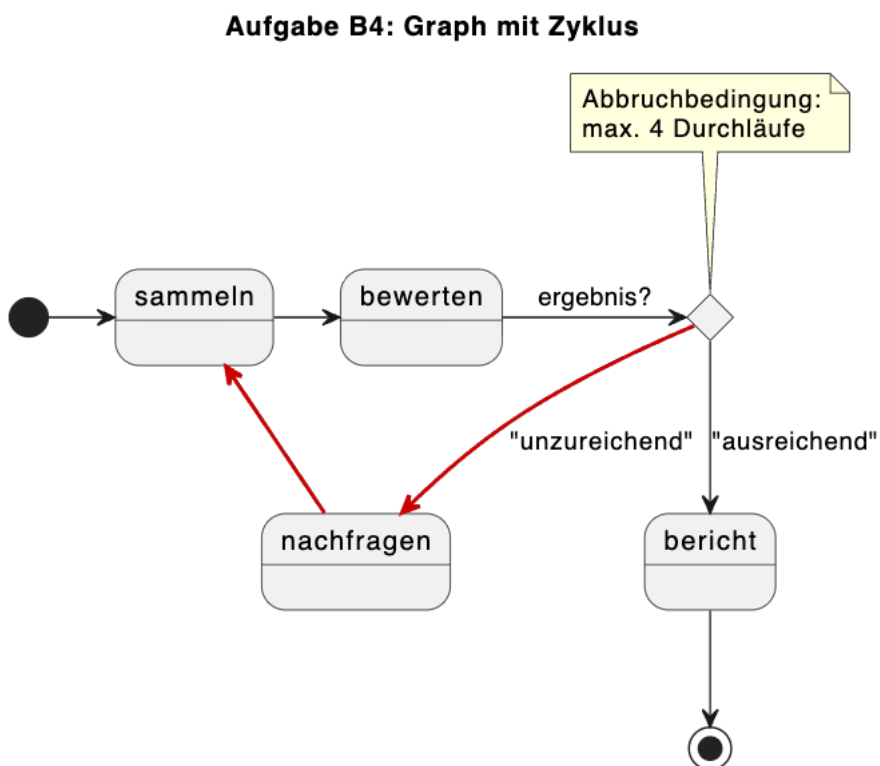 Aufgabe B4: Graph mit Zyklus
Abbruchbedingung:
max. 4 Durchläufe
sammeln
bewerten
ergebnis?
"unzureichend"
"ausreichend"
nachfragen
bericht